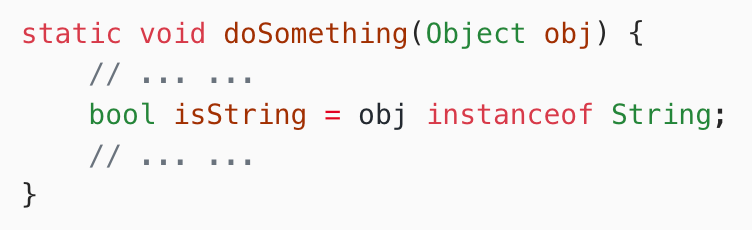 static void doSomething(Object obj) {
    // ... ...
    bool isString = obj instanceof String;
    // ... ...
}